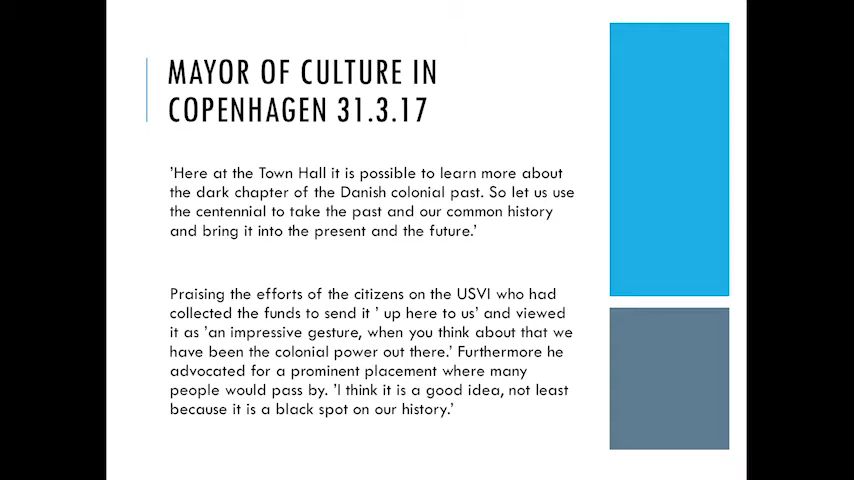 MAYOR OF CULTURE IN
COPENHAGEN 31.3.17
'Here at the Town Hall it is possible to learn more about
the dark chapter of the Danish colonial past. So let us use
the centennial to take the past and our common history
and bring it into the present and the future.'
Praising the efforts of the citizens on the USVI who had
collected the funds to send it ' up here to us' and viewed
it as 'an impressive gesture, when you think about that we
have been the colonial power out there.' Furthermore he
advocated for a prominent placement where many
people would pass by. 'I think it is a good idea, not least
because it is a black spot on our history.'